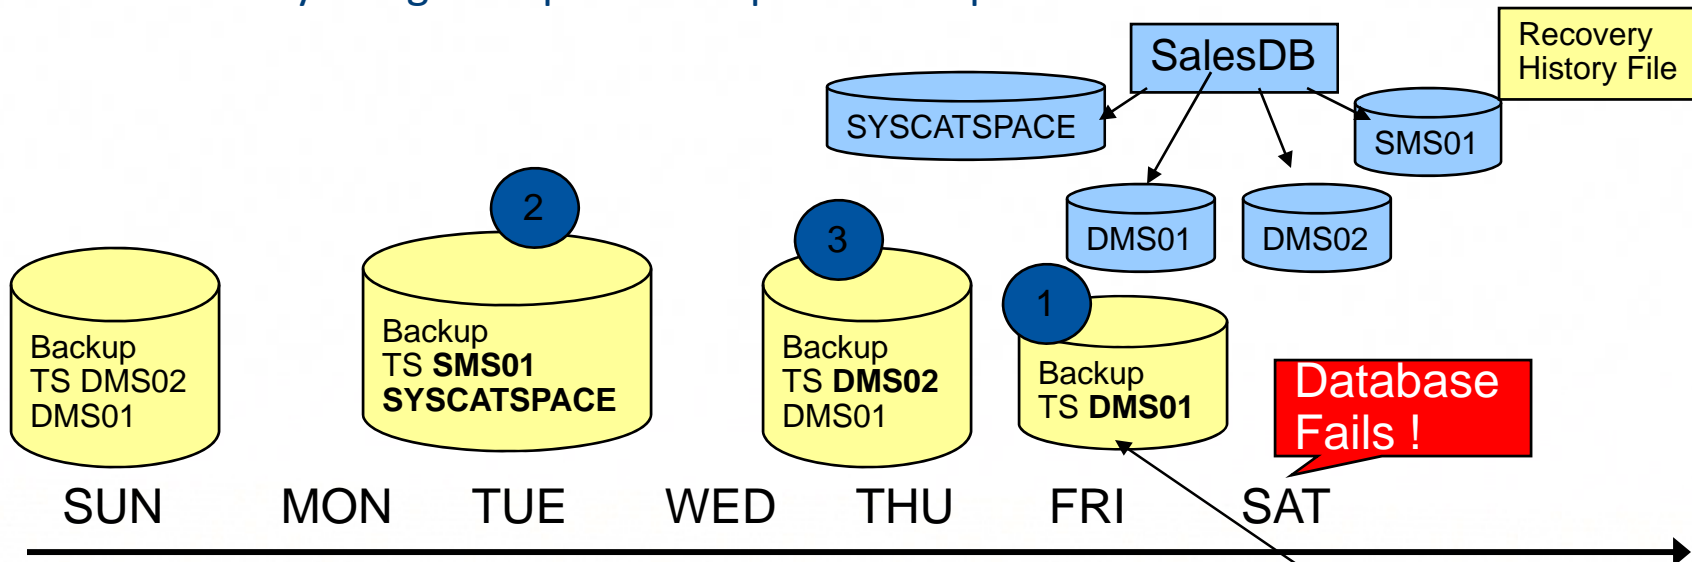 SalesDB
Recovery
History File
SYSCATSPACE
SMS01
DMS01
DMS02
2
3
1
Backup
TS DMS02
DMS01
Backup
TS SMS01
SYSCATSPACE
Backup
TS DMS02
DMS01
Backup
TS DMS01
Database
Fails !
SUN
MON
TUE
WED
THU
FRI
SAT